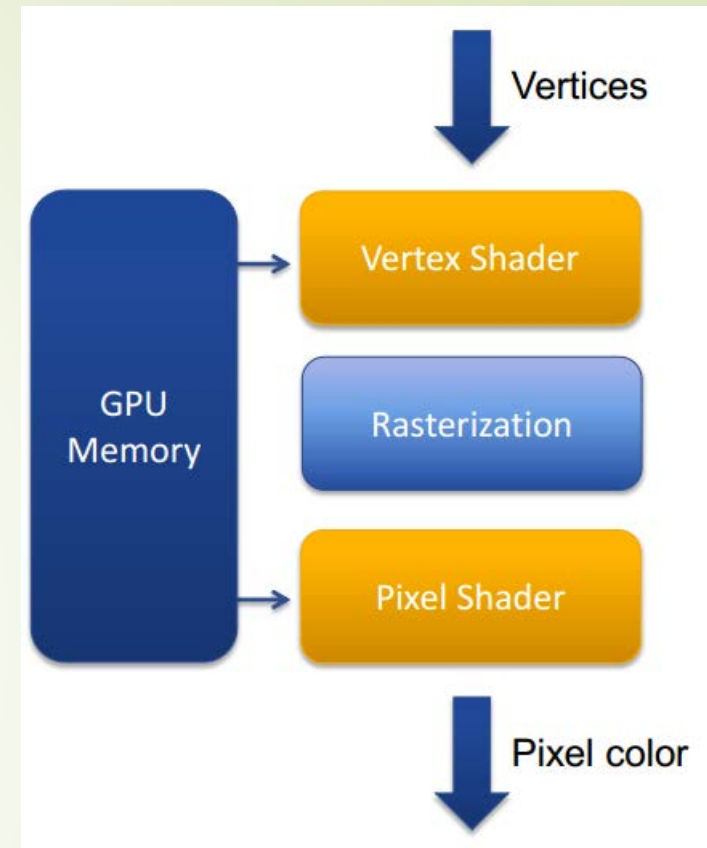 Vertices
Vertex Shader
GPU
Memory
Rasterization
Pixel Shader
Pixel color